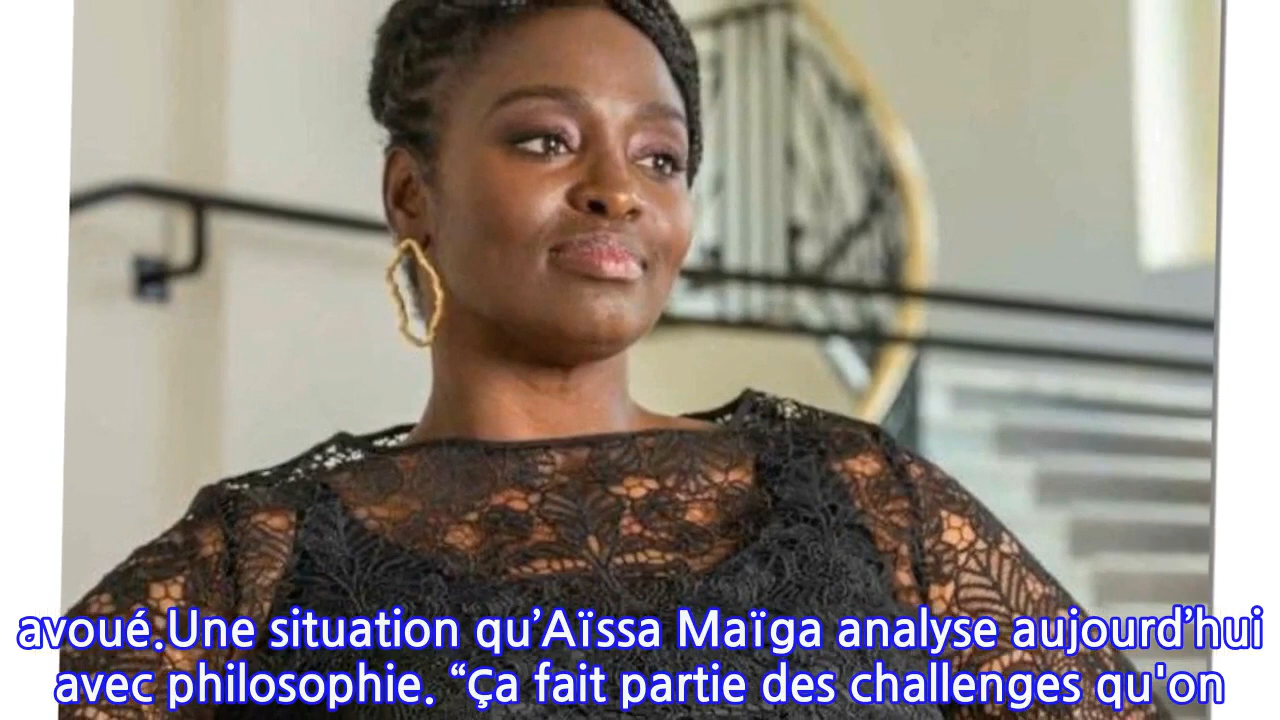 avoué.Une situation qu’Aïssa Maïga analyse aujourd’hui
avec philosophie. “Ça fait partie des challenges qu'on